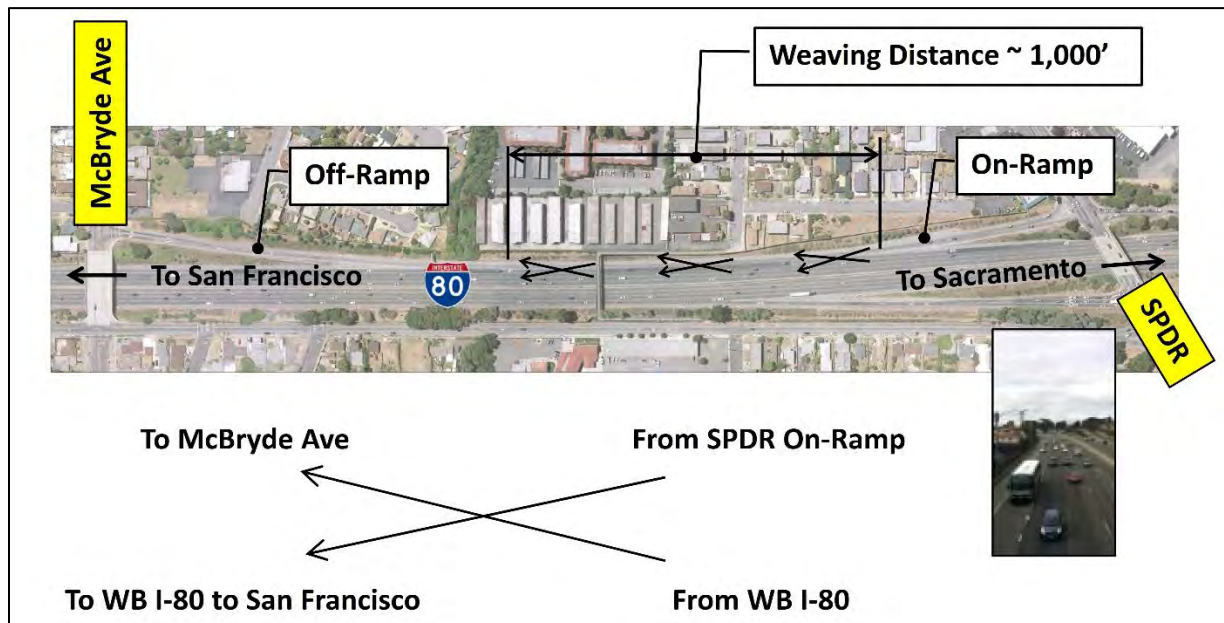 McBryde Ave
Weaving Distance ~ 1,000'
Off-Ramp
On-Ramp
To San Francisco
INTERSTATE
80
To Sacramento
SPDR
To McBryde Ave
From SPDR On-Ramp
To WB I-80 to San Francisco
From WB I-80